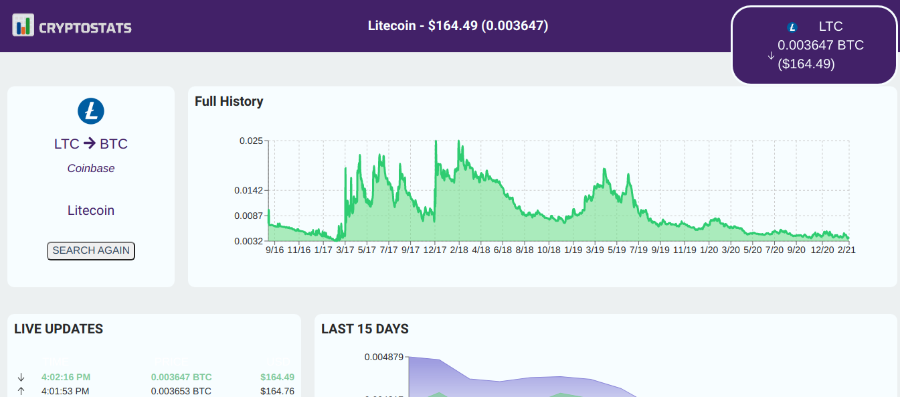 CRYPTOSTATS
Litecoin - $164.49 (0.003647)
LTC
0.003647 BTC
↓ ($164.49)
LTC → BTC
Coinbase
Litecoin
SEARCH AGAIN
Full History
0.025
0.0142
0.0087
0.0032
9/16 11/16 1/17 3/17 5/17 7/17 9/17 12/17 2/18 4/18 6/18 8/18 10/18 1/19 3/19 5/19 7/19 9/19 11/19 1/20 3/20 5/20 7/20 9/20 12/20 2/21
LIVE UPDATES
↓ 4:02:16 PM 0.003647 BTC $164.49
↑ 4:01:53 PM 0.003653 BTC $164.76
LAST 15 DAYS
0.004879